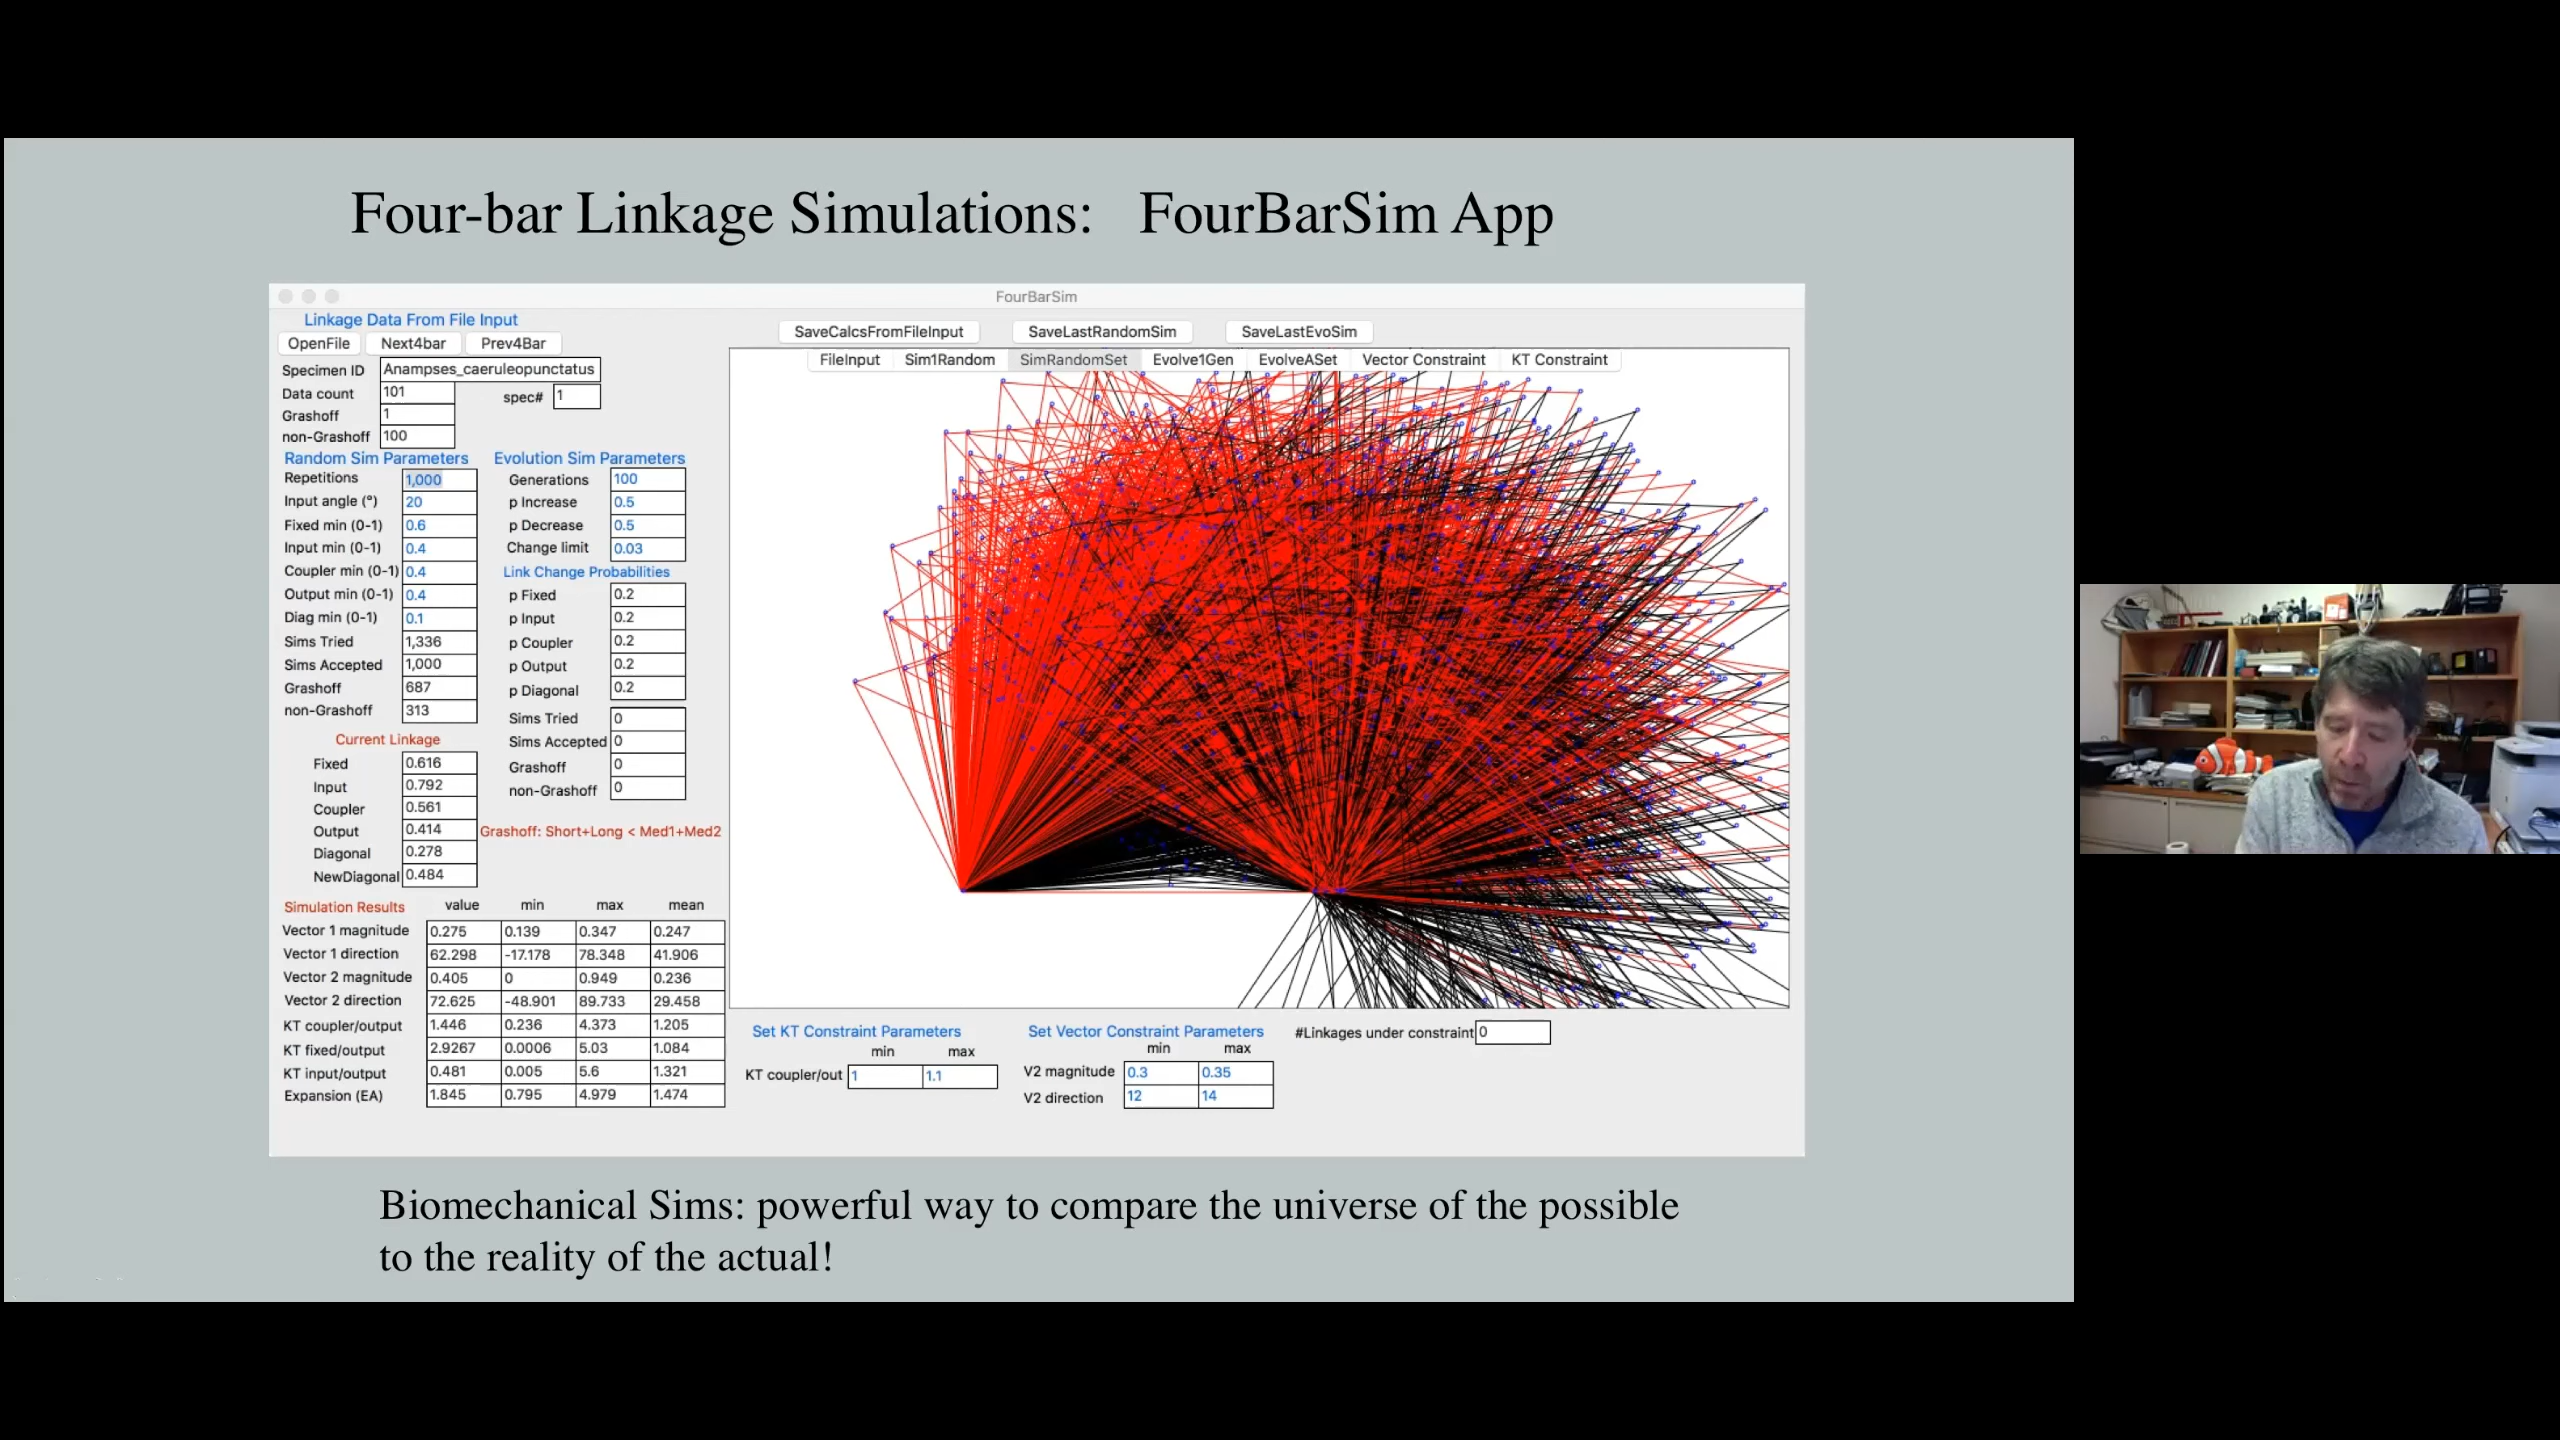 Four-bar Linkage Simulations: FourBarSim App
FourBarSim
Linkage Data From File Input
OpenFile Next4bar Prev4Bar
Specimen ID Anampses_caeruleopunctatus
Data count 101 spec# 1
Grashoff 1
non-Grashoff 100
Random Sim Parameters
Repetitions 1,000
Input angle (°) 20
Fixed min (0-1) 0.6
Input min (0-1) 0.4
Coupler min (0-1) 0.4
Output min (0-1) 0.4
Diag min (0-1) 0.1
Sims Tried 1,336
Sims Accepted 1,000
Grashoff 687
non-Grashoff 313
Evolution Sim Parameters
Generations 100
p Increase 0.5
p Decrease 0.5
Change limit 0.03
Link Change Probabilities
p Fixed 0.2
p Input 0.2
p Coupler 0.2
p Output 0.2
p Diagonal 0.2
Sims Tried 0
Sims Accepted 0
Grashoff 0
non-Grashoff 0
Current Linkage
Fixed 0.616
Input 0.792
Coupler 0.561
Output 0.414
Diagonal 0.278
NewDiagonal 0.484
Grashoff: Short+Long < Med1+Med2
Simulation Results value min max mean
Vector 1 magnitude 0.275 0.139 0.347 0.247
Vector 1 direction 62.298 -17.178 78.348 41.906
Vector 2 magnitude 0.405 0 0.949 0.236
Vector 2 direction 72.625 -48.901 89.733 29.458
KT coupler/output 1.446 0.236 4.373 1.205
KT fixed/output 2.9267 0.0006 5.03 1.084
KT input/output 0.481 0.005 5.6 1.321
Expansion (EA) 1.845 0.795 4.979 1.474
SaveCalcsFromFileInput SaveLastRandomSim SaveLastEvoSim
FileInput Sim1Random SimRandomSet Evolve1Gen EvolveASet Vector Constraint KT Constraint
Set KT Constraint Parameters
min max
KT coupler/out 1 1.1
Set Vector Constraint Parameters
min max
V2 magnitude 0.3 0.35
V2 direction 12 14
#Linkages under constraint 0
Biomechanical Sims: powerful way to compare the universe of the possible
to the reality of the actual!